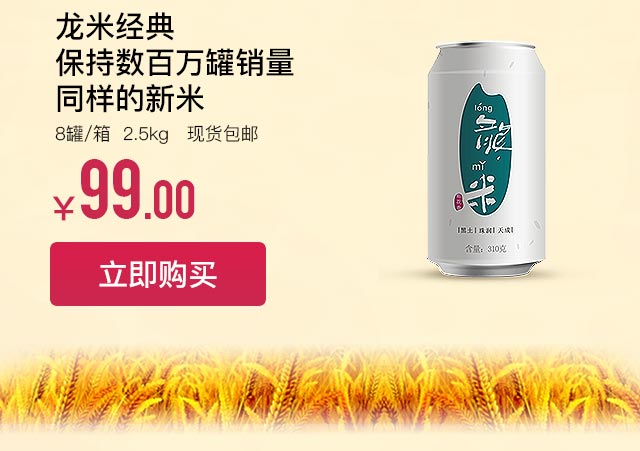 龙米经典
保持数百万罐销量
同样的新米
8罐/箱 2.5kg 现货包邮
¥99.00
立即购买
lóng
龍
mǐ
米
|黑土|珠润|天成|
含量：310克